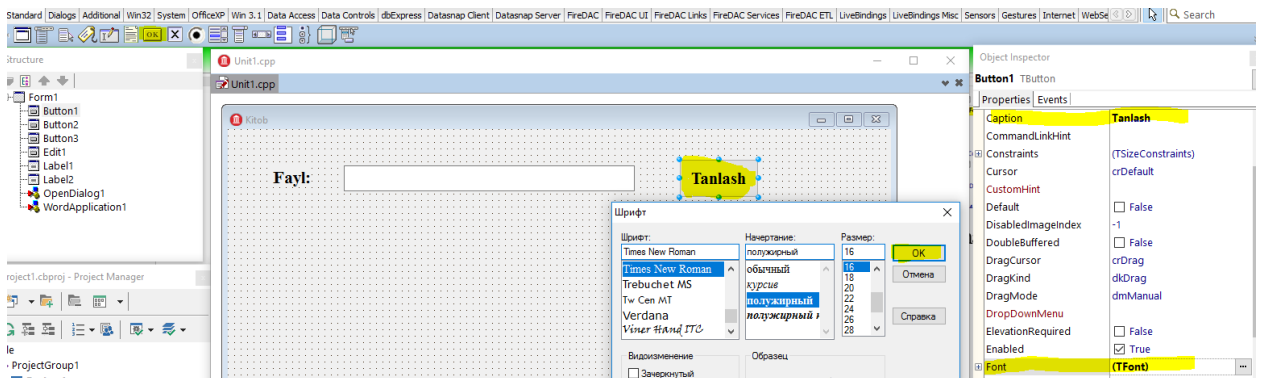 Standard Dialogs Additional Win32 System OfficeXP Win 3.1 Data Access Data Controls dbExpress Datasnap Client Datasnap Server FireDAC FireDAC UI FireDAC Links FireDAC Services FireDAC ETL LiveBindings LiveBindings Misc Sensors Gestures Internet WebSe Search
OK
Structure
Form1
Button1
Button2
Button3
Edit1
Label1
Label2
OpenDialog1
WordApplication1
roject1.cbproj - Project Manager
le
ProjectGroup1
Unit1.cpp
Unit1.cpp
Kitob
Fayl:
Tanlash
Шрифт
Шрифт:
Начертание:
Размер:
Times New Roman
полужирный
16
OK
Times New Roman
Trebuchet MS
Tw Cen MT
Verdana
Viner Hand ITC
обычный
курсив
полужирный
полужирный
16
18
20
22
24
26
28
Отмена
Справка
Видоизменение
Образец
Зачеркнутый
Object Inspector
Button1 TButton
Properties Events
Caption Tanlash
CommandLinkHint
Constraints (TSizeConstraints)
Cursor crDefault
CustomHint
Default False
DisabledImageIndex -1
DoubleBuffered False
DragCursor crDrag
DragKind dkDrag
DragMode dmManual
DropDownMenu
ElevationRequired False
Enabled True
Font (TFont) ...